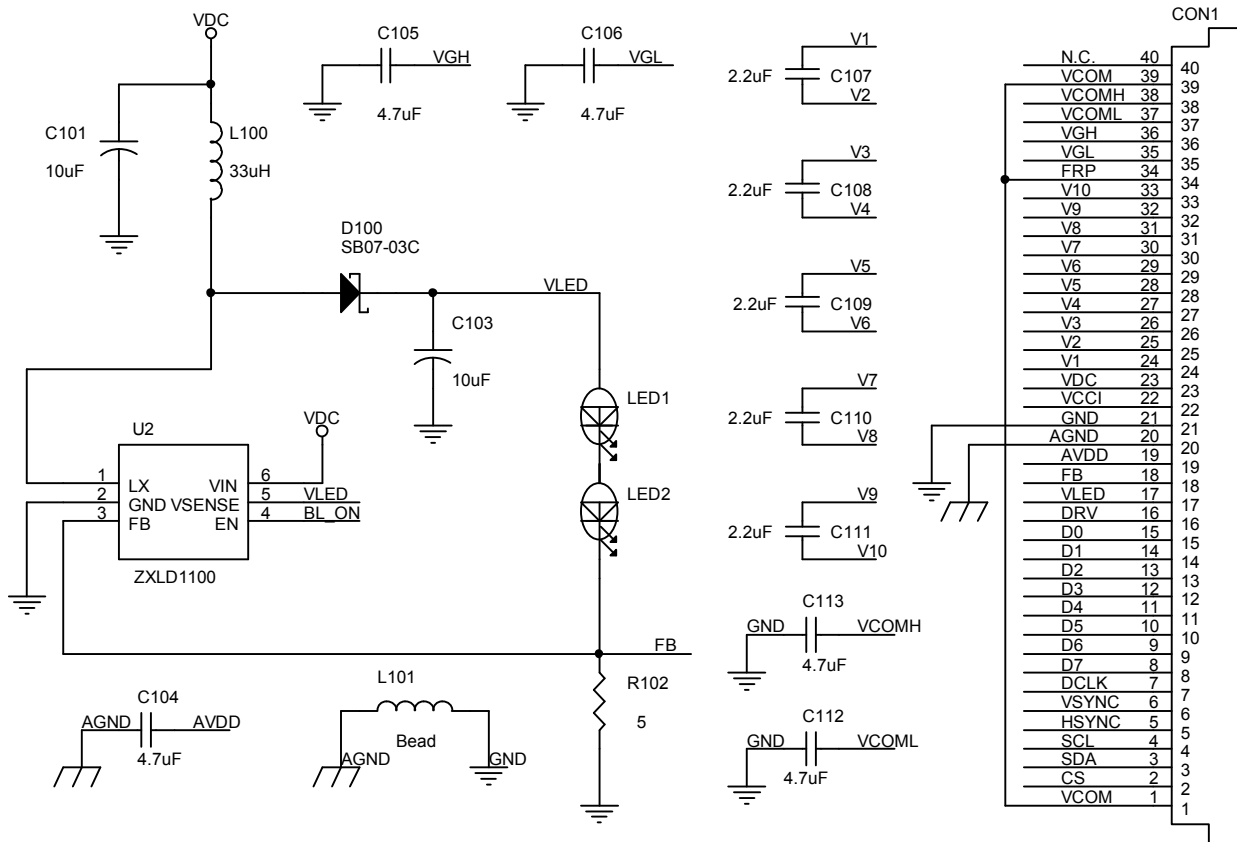 VDC
C101
10uF
L100
33uH
C105
VGH
4.7uF
C106
VGL
4.7uF
D100
SB07-03C
VLED
C103
10uF
LED1
LED2
U2
VDC
1 LX VIN 6
2 GND VSENSE 5 VLED
3 FB EN 4 BL_ON
ZXLD1100
FB
R102
5
C104
AGND AVDD
4.7uF
L101
Bead
AGND GND
V1
2.2uF C107
V2
V3
2.2uF C108
V4
V5
2.2uF C109
V6
V7
2.2uF C110
V8
V9
2.2uF C111
V10
C113
GND VCOMH
4.7uF
C112
GND VCOML
4.7uF
CON1
N.C. 40 40
VCOM 39 39
VCOMH 38 38
VCOML 37 37
VGH 36 36
VGL 35 35
FRP 34 34
V10 33 33
V9 32 32
V8 31 31
V7 30 30
V6 29 29
V5 28 28
V4 27 27
V3 26 26
V2 25 25
V1 24 24
VDC 23 23
VCCI 22 22
GND 21 21
AGND 20 20
AVDD 19 19
FB 18 18
VLED 17 17
DRV 16 16
D0 15 15
D1 14 14
D2 13 13
D3 12 12
D4 11 11
D5 10 10
D6 9 9
D7 8 8
DCLK 7 7
VSYNC 6 6
HSYNC 5 5
SCL 4 4
SDA 3 3
CS 2 2
VCOM 1 1